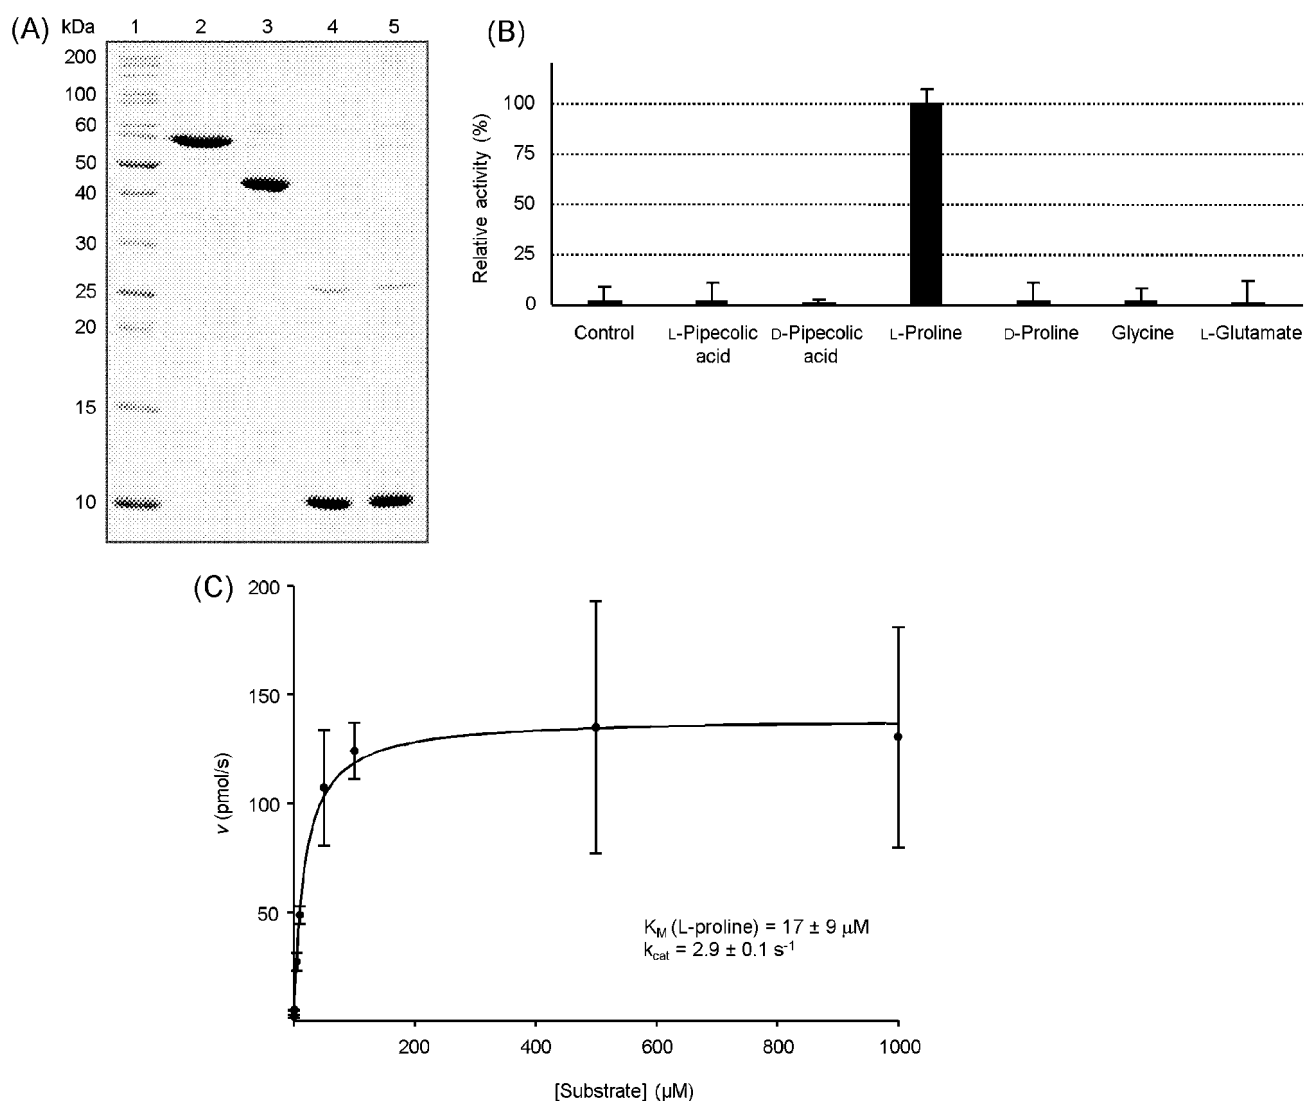 (A)
kDa 1 2 3 4 5
200
100
60
50
40
30
25
20
15
10
(B)
Relative activity (%)
100
75
50
25
0
Control L-Pipecolic acid D-Pipecolic acid L-Proline D-Proline Glycine L-Glutamate
(C)
200
150
100
50
v (pmol/s)
K_M (L-proline) = 17 ± 9 µM
k_cat = 2.9 ± 0.1 s⁻¹
200 400 600 800 1000
[Substrate] (µM)